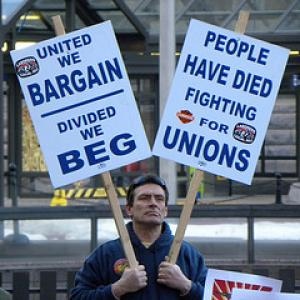 UNITED
WE
BARGAIN
DIVIDED
WE
BEG
PEOPLE
HAVE DIED
FIGHTING
FOR
UNIONS